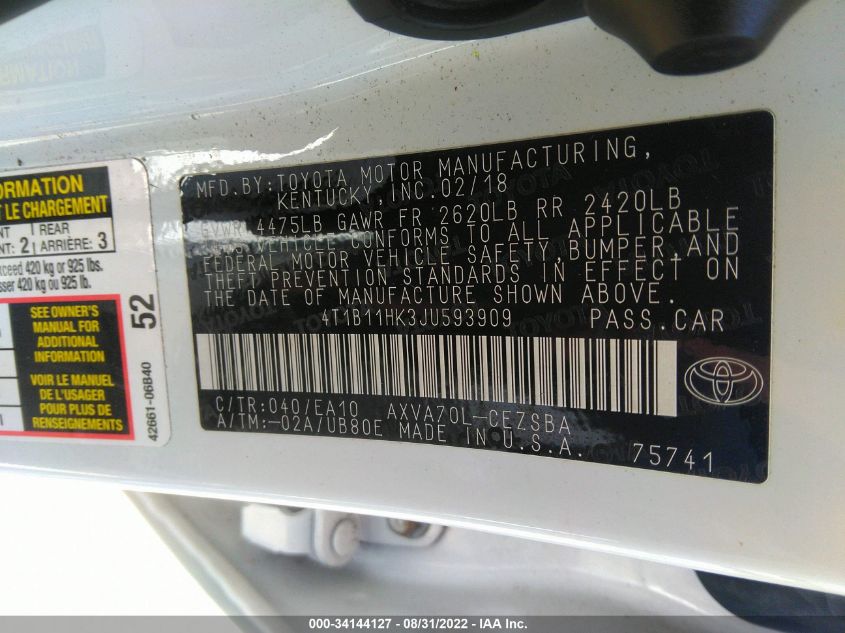 MFD.BY:TOYOTA MOTOR MANUFACTURING,
KENTUCKY,INC.02/18
GVWR 4475LB GAWR FR 2620LB RR 2420LB
THIS VEHICLE CONFORMS TO ALL APPLICABLE
FEDERAL MOTOR VEHICLE SAFETY,BUMPER,AND
THEFT PREVENTION STANDARDS IN EFFECT ON
THE DATE OF MANUFACTURE SHOWN ABOVE.
4T1B11HK3JU593909 PASS.CAR
C/TR:040/EA10 AXVA70L-CEZSBA
A/TM:-02A/UB80E MADE IN U.S.A. 75741
ORMATION
T LE CHARGEMENT
REAR
ARRIÈRE: 3
NT: 2
420 kg or 925 lbs.
420 kg ou 925 lb.
SEE OWNER'S
MANUAL FOR
ADDITIONAL
INFORMATION
VOIR LE MANUEL
DE L'USAGER
POUR PLUS DE
RENSEIGNEMENTS
52
42661-06B40
000-34144127 - 08/31/2022 - IAA Inc.